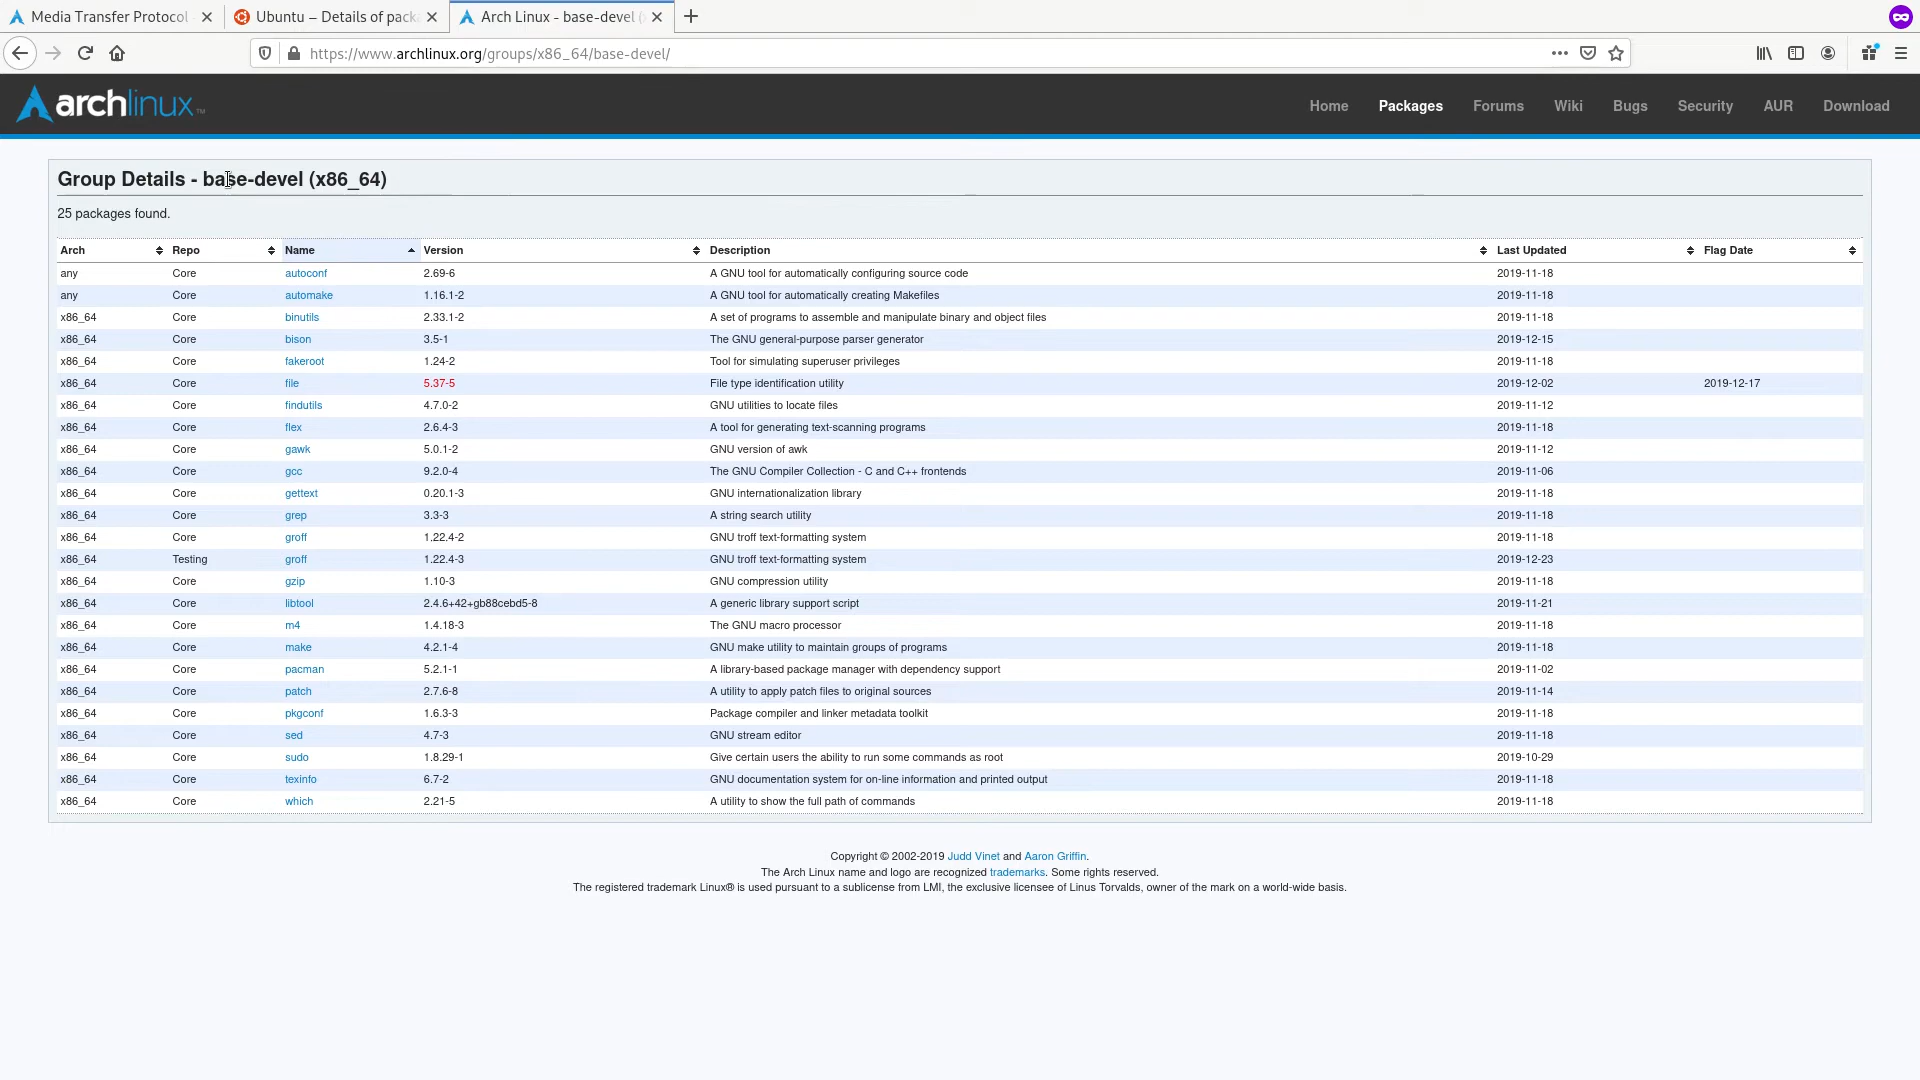 Media Transfer Protocol
Ubuntu – Details of pack
Arch Linux - base-devel (x
https://www.archlinux.org/groups/x86_64/base-devel/
archlinux™
Home Packages Forums Wiki Bugs Security AUR Download
Group Details - base-devel (x86_64)
25 packages found.
Arch Repo Name Version Description Last Updated Flag Date
any Core autoconf 2.69-6 A GNU tool for automatically configuring source code 2019-11-18
any Core automake 1.16.1-2 A GNU tool for automatically creating Makefiles 2019-11-18
x86_64 Core binutils 2.33.1-2 A set of programs to assemble and manipulate binary and object files 2019-11-18
x86_64 Core bison 3.5-1 The GNU general-purpose parser generator 2019-12-15
x86_64 Core fakeroot 1.24-2 Tool for simulating superuser privileges 2019-11-18
x86_64 Core file 5.37-5 File type identification utility 2019-12-02 2019-12-17
x86_64 Core findutils 4.7.0-2 GNU utilities to locate files 2019-11-12
x86_64 Core flex 2.6.4-3 A tool for generating text-scanning programs 2019-11-18
x86_64 Core gawk 5.0.1-2 GNU version of awk 2019-11-12
x86_64 Core gcc 9.2.0-4 The GNU Compiler Collection - C and C++ frontends 2019-11-06
x86_64 Core gettext 0.20.1-3 GNU internationalization library 2019-11-18
x86_64 Core grep 3.3-3 A string search utility 2019-11-18
x86_64 Core groff 1.22.4-2 GNU troff text-formatting system 2019-11-18
x86_64 Testing groff 1.22.4-3 GNU troff text-formatting system 2019-12-23
x86_64 Core gzip 1.10-3 GNU compression utility 2019-11-18
x86_64 Core libtool 2.4.6+42+gb88cebd5-8 A generic library support script 2019-11-21
x86_64 Core m4 1.4.18-3 The GNU macro processor 2019-11-18
x86_64 Core make 4.2.1-4 GNU make utility to maintain groups of programs 2019-11-18
x86_64 Core pacman 5.2.1-1 A library-based package manager with dependency support 2019-11-02
x86_64 Core patch 2.7.6-8 A utility to apply patch files to original sources 2019-11-14
x86_64 Core pkgconf 1.6.3-3 Package compiler and linker metadata toolkit 2019-11-18
x86_64 Core sed 4.7-3 GNU stream editor 2019-11-18
x86_64 Core sudo 1.8.29-1 Give certain users the ability to run some commands as root 2019-10-29
x86_64 Core texinfo 6.7-2 GNU documentation system for on-line information and printed output 2019-11-18
x86_64 Core which 2.21-5 A utility to show the full path of commands 2019-11-18
Copyright © 2002-2019 Judd Vinet and Aaron Griffin.
The Arch Linux name and logo are recognized trademarks. Some rights reserved.
The registered trademark Linux® is used pursuant to a sublicense from LMI, the exclusive licensee of Linus Torvalds, owner of the mark on a world-wide basis.